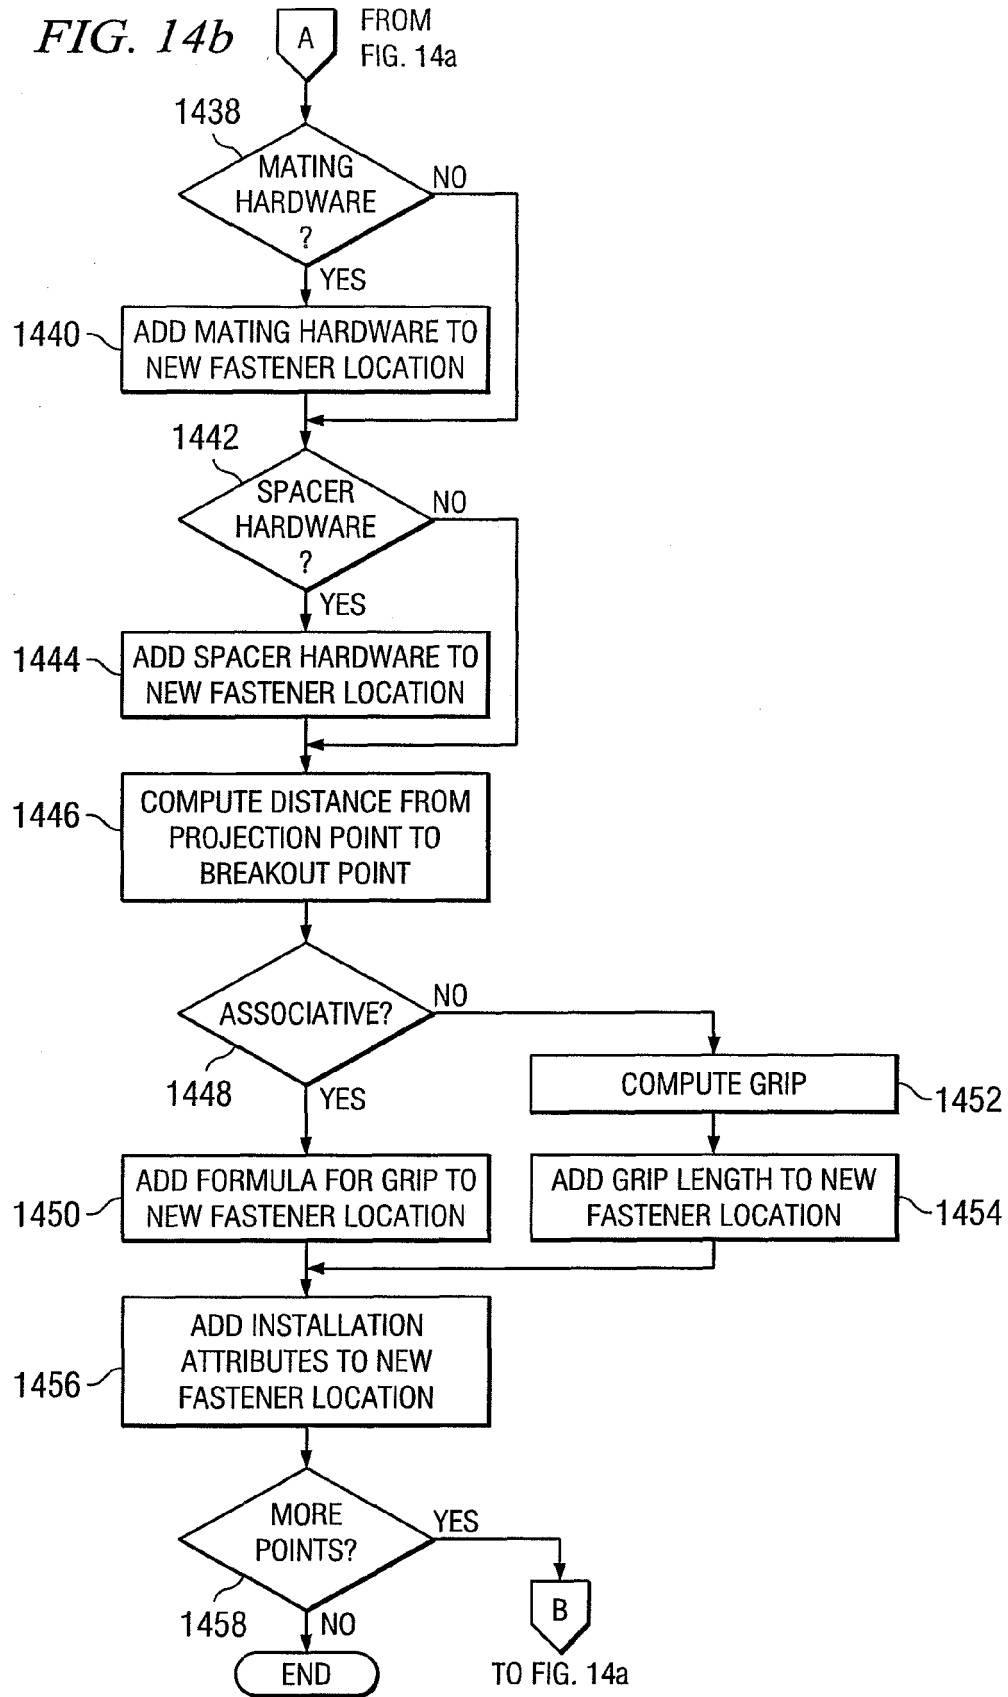 FIG. 14b
A
FROM
FIG. 14a
1438
MATING
HARDWARE
?
NO
YES
1440
ADD MATING HARDWARE TO
NEW FASTENER LOCATION
1442
SPACER
HARDWARE
?
NO
YES
1444
ADD SPACER HARDWARE TO
NEW FASTENER LOCATION
1446
COMPUTE DISTANCE FROM
PROJECTION POINT TO
BREAKOUT POINT
ASSOCIATIVE?
NO
1448
YES
COMPUTE GRIP
1452
1450
ADD FORMULA FOR GRIP TO
NEW FASTENER LOCATION
ADD GRIP LENGTH TO NEW
FASTENER LOCATION
1454
1456
ADD INSTALLATION
ATTRIBUTES TO NEW
FASTENER LOCATION
MORE
POINTS?
YES
1458
NO
B
END
TO FIG. 14a